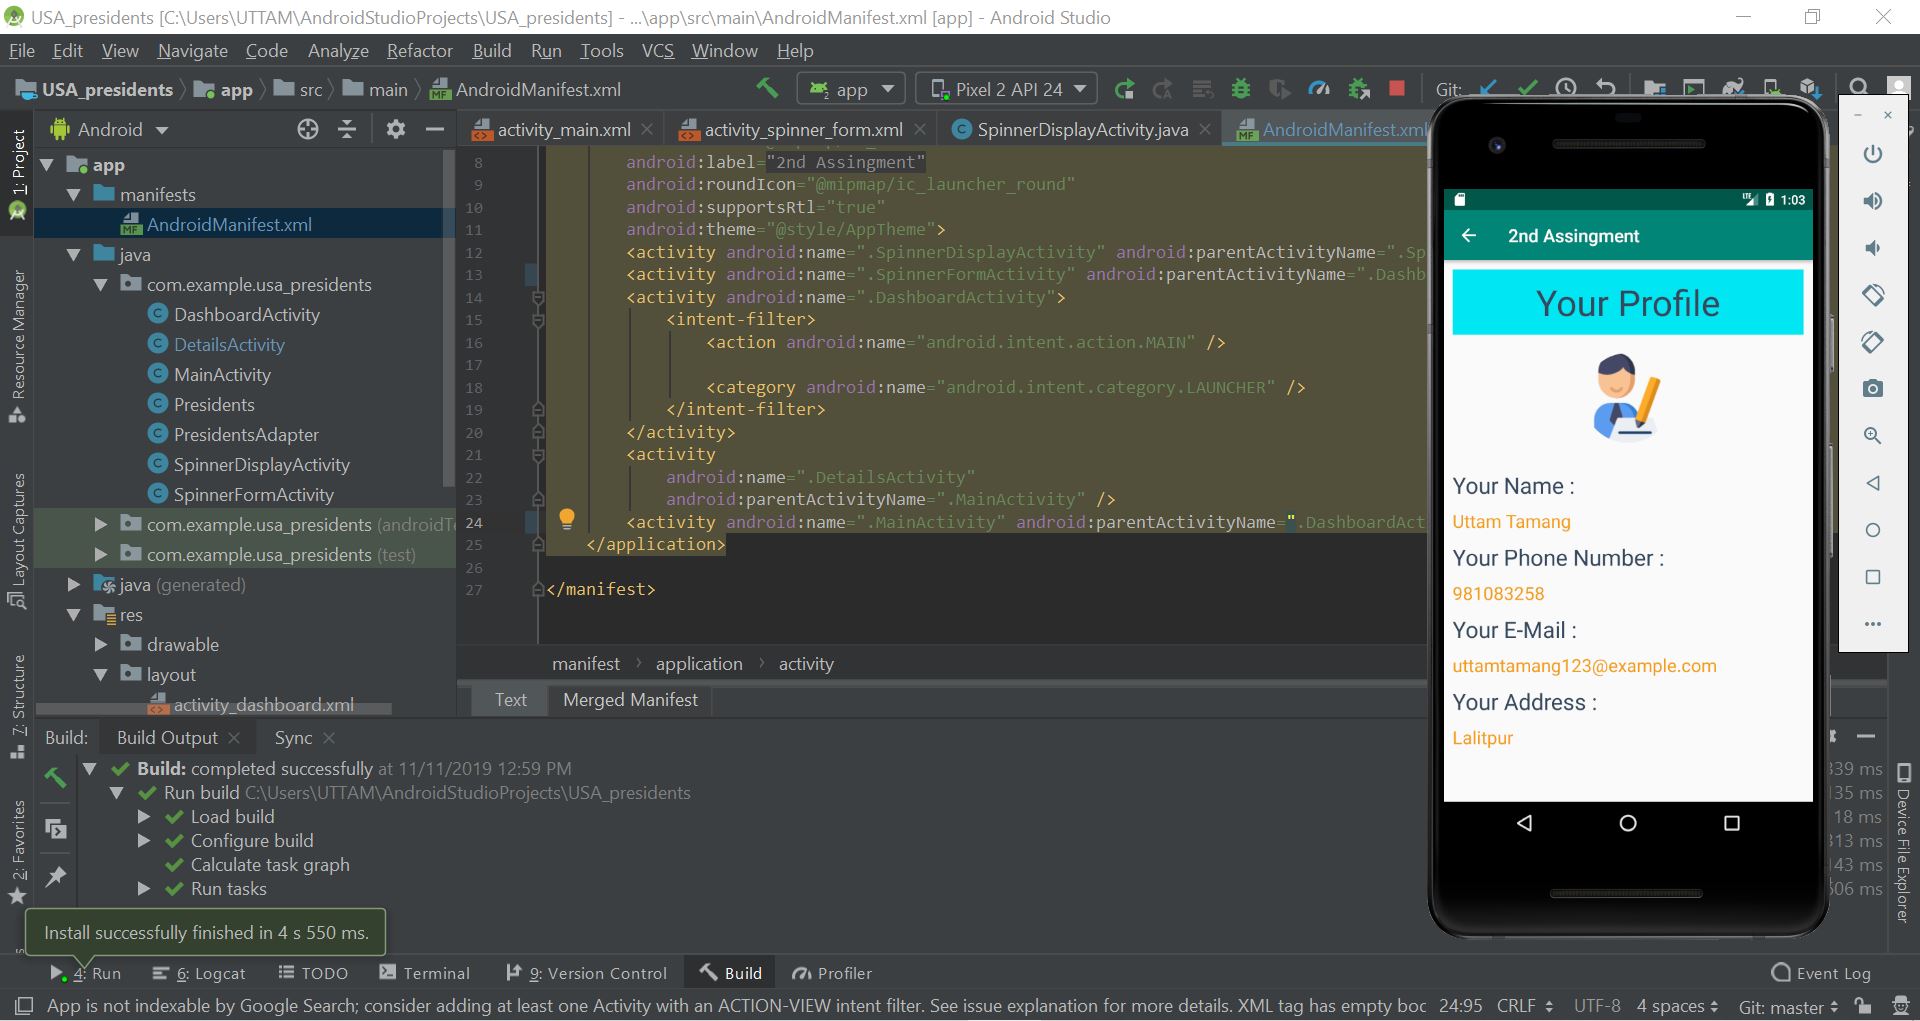 USA_presidents [C:\Users\UTTAM\AndroidStudioProjects\USA_presidents] - ...\app\src\main\AndroidManifest.xml [app] - Android Studio
File Edit View Navigate Code Analyze Refactor Build Run Tools VCS Window Help
USA_presidents app src main AndroidManifest.xml app Pixel 2 API 24 Git:
1: Project
Resource Manager
Layout Captures
7: Structure
2: Favorites
Android
app
manifests
AndroidManifest.xml
java
com.example.usa_presidents
DashboardActivity
DetailsActivity
MainActivity
Presidents
PresidentsAdapter
SpinnerDisplayActivity
SpinnerFormActivity
com.example.usa_presidents (androidTe
com.example.usa_presidents (test)
java (generated)
res
drawable
layout
activity_dashboard.xml
activity_main.xml activity_spinner_form.xml SpinnerDisplayActivity.java AndroidManifest.xml
8 android:label="2nd Assingment"
9 android:roundIcon="@mipmap/ic_launcher_round"
10 android:supportsRtl="true"
11 android:theme="@style/AppTheme">
12 <activity android:name=".SpinnerDisplayActivity" android:parentActivityName=".Sp
13 <activity android:name=".SpinnerFormActivity" android:parentActivityName=".Dashb
14 <activity android:name=".DashboardActivity">
15 <intent-filter>
16 <action android:name="android.intent.action.MAIN" />
17
18 <category android:name="android.intent.category.LAUNCHER" />
19 </intent-filter>
20 </activity>
21 <activity
22 android:name=".DetailsActivity"
23 android:parentActivityName=".MainActivity" />
24 <activity android:name=".MainActivity" android:parentActivityName=".DashboardAct
25 </application>
26
27 </manifest>
manifest › application › activity
Text Merged Manifest
1:03
2nd Assingment
Your Profile
Your Name :
Uttam Tamang
Your Phone Number :
981083258
Your E-Mail :
uttamtamang123@example.com
Your Address :
Lalitpur
Build: Build Output Sync
Build: completed successfully at 11/11/2019 12:59 PM
Run build C:\Users\UTTAM\AndroidStudioProjects\USA_presidents
Load build
Configure build
Calculate task graph
Run tasks
339 ms
135 ms
18 ms
313 ms
143 ms
Device File Explorer
Install successfully finished in 4 s 550 ms.
4: Run 6: Logcat TODO Terminal 9: Version Control Build Profiler Event Log
App is not indexable by Google Search; consider adding at least one Activity with an ACTION-VIEW intent filter. See issue explanation for more details. XML tag has empty boc 24:95 CRLF UTF-8 4 spaces Git: master